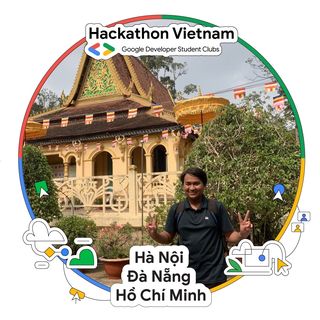 Hackathon Vietnam
Google Developer Student Clubs
Hà Nội
Đà Nẵng
Hồ Chí Minh